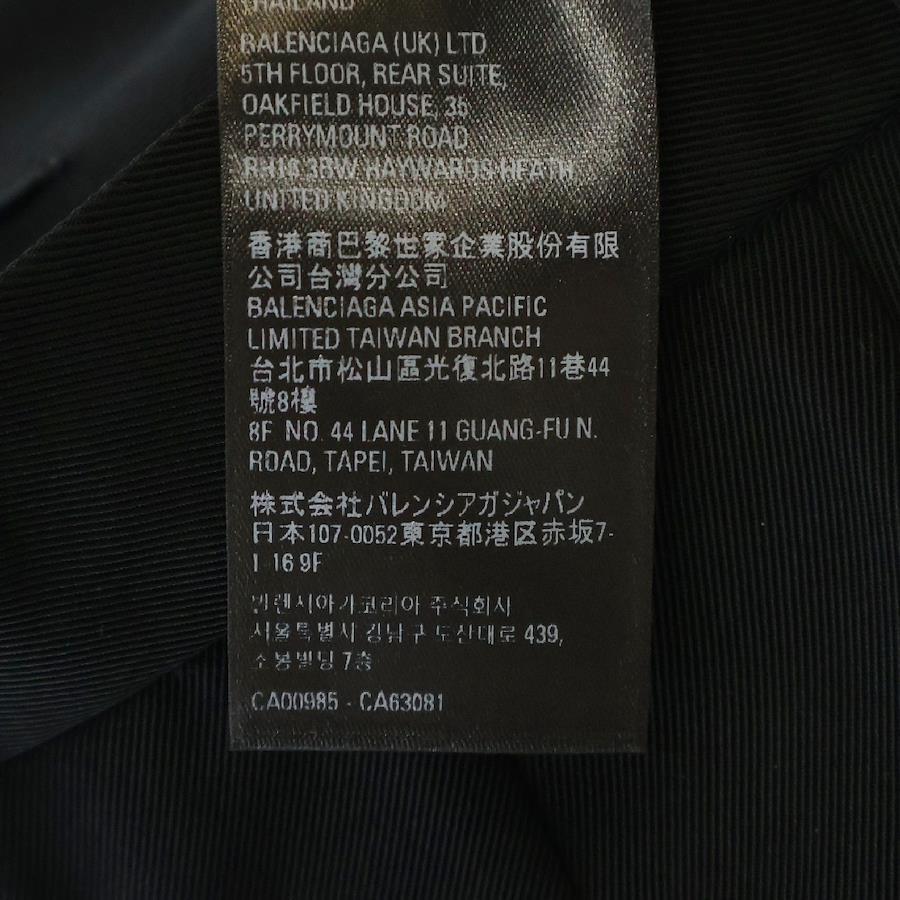 THAILAND
BALENCIAGA (UK) LTD
5TH FLOOR, REAR SUITE,
OAKFIELD HOUSE, 35
PERRYMOUNT ROAD
RH16 3BW HAYWARDS HEATH
UNITED KINGDOM
香港商巴黎世家企業股份有限
公司台灣分公司
BALENCIAGA ASIA PACIFIC
LIMITED TAIWAN BRANCH
台北市松山區光復北路11巷44
號8樓
8F NO. 44 LANE 11 GUANG-FU N.
ROAD, TAPEI, TAIWAN
株式会社バレンシアガジャパン
日本107-0052東京都港区赤坂7-
1 16 9F
발렌시아가코리아 주식회사
서울특별시 강남구 도산대로 439,
소봉빌딩 7층
CA00985 - CA63081